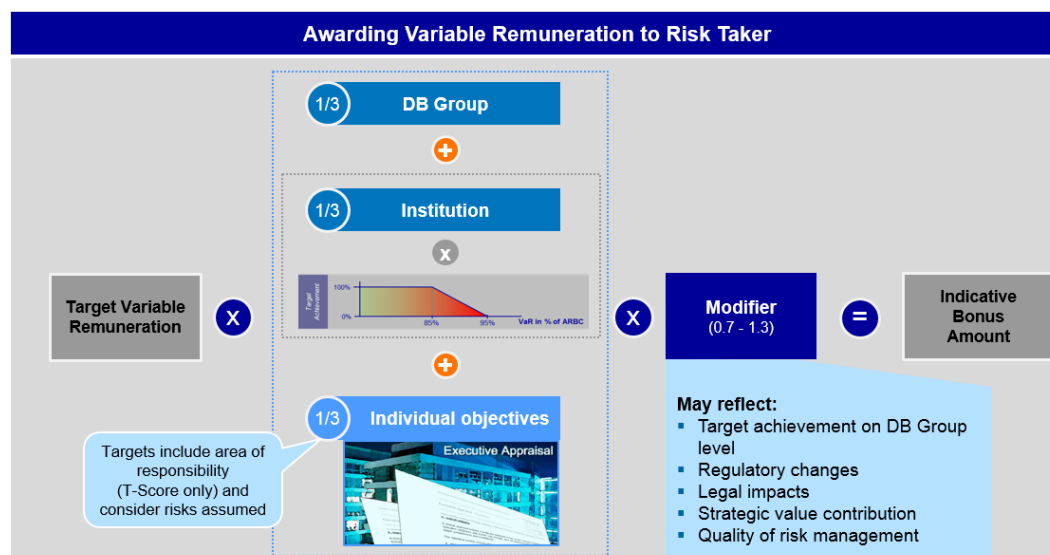 Awarding Variable Remuneration to Risk Taker
1/3
DB Group
+
1/3
Institution
x
Target
Achievement
100%
0%
85%
95%
VaR in % of ARBC
Target Variable
Remuneration
X
X
Modifier
(0.7 - 1.3)
=
Indicative
Bonus
Amount
+
1/3
Individual objectives
Executive Appraisal
Targets include area of
responsibility
(T-Score only) and
consider risks assumed
May reflect:
▪ Target achievement on DB Group
level
▪ Regulatory changes
▪ Legal impacts
▪ Strategic value contribution
▪ Quality of risk management